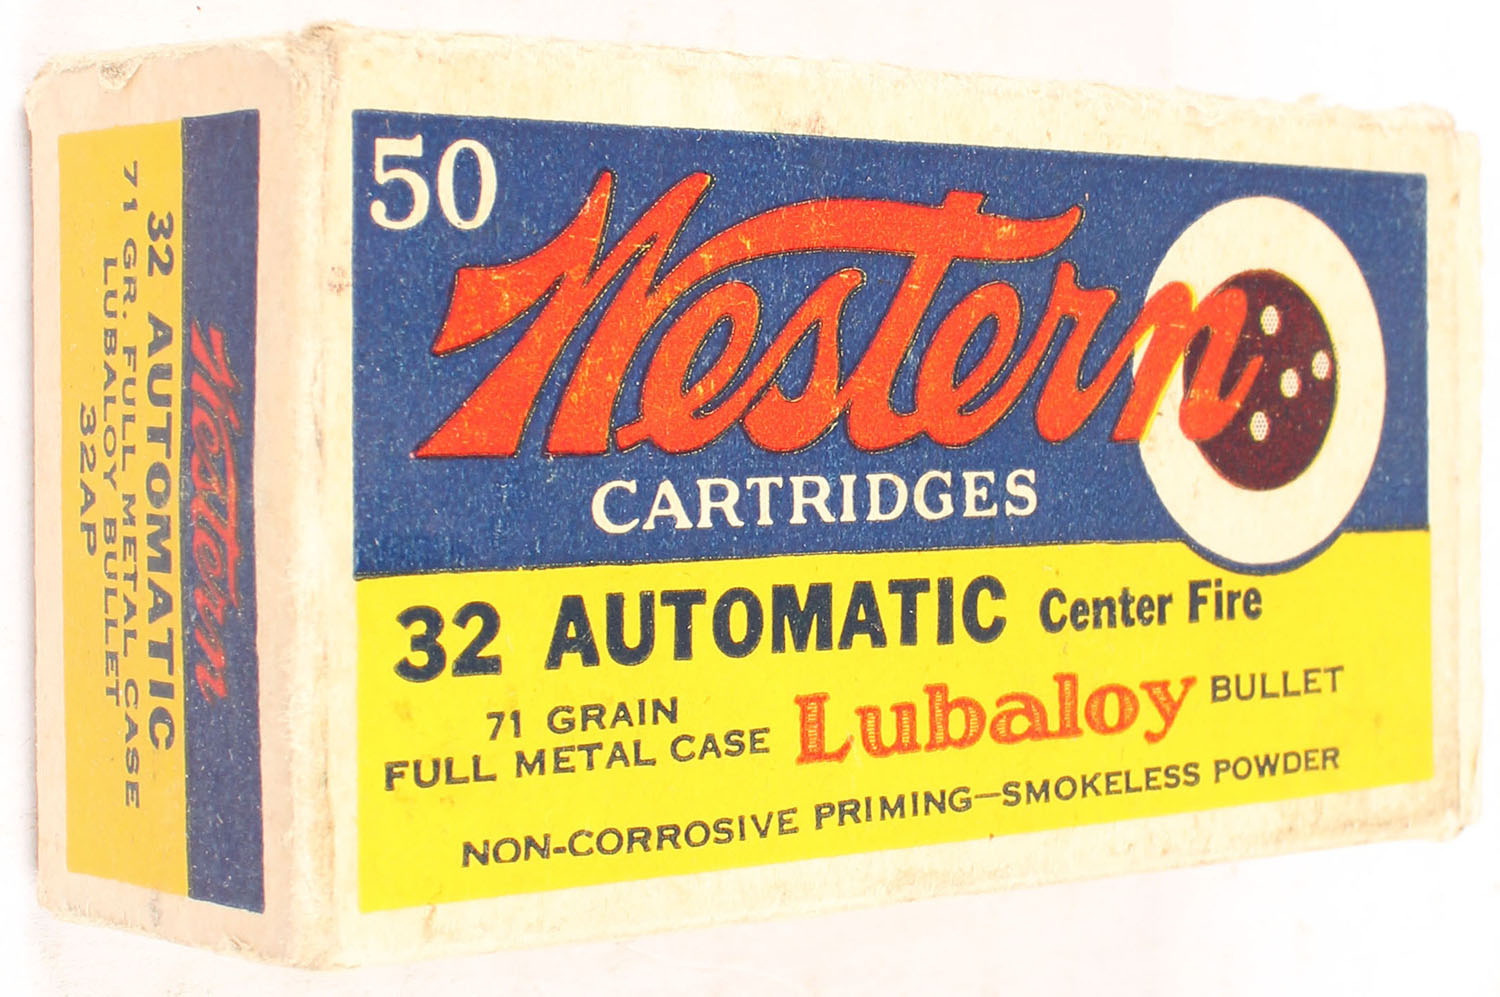 50
Western
CARTRIDGES
32 AUTOMATIC Center Fire
71 GRAIN
FULL METAL CASE Lubaloy BULLET
NON-CORROSIVE PRIMING—SMOKELESS POWDER
Western
32 AUTOMATIC
71 GR. FULL METAL CASE
LUBALOY BULLET
32AP